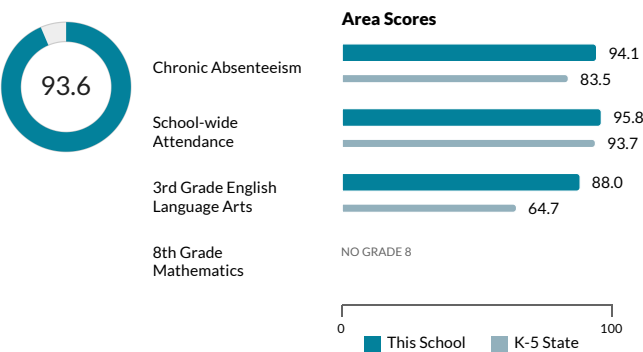 Area Scores
93.6
Chronic Absenteeism
94.1
83.5
School-wide
Attendance
95.8
93.7
3rd Grade English
Language Arts
88.0
64.7
8th Grade
Mathematics
NO GRADE 8
0
100
This School
K-5 State